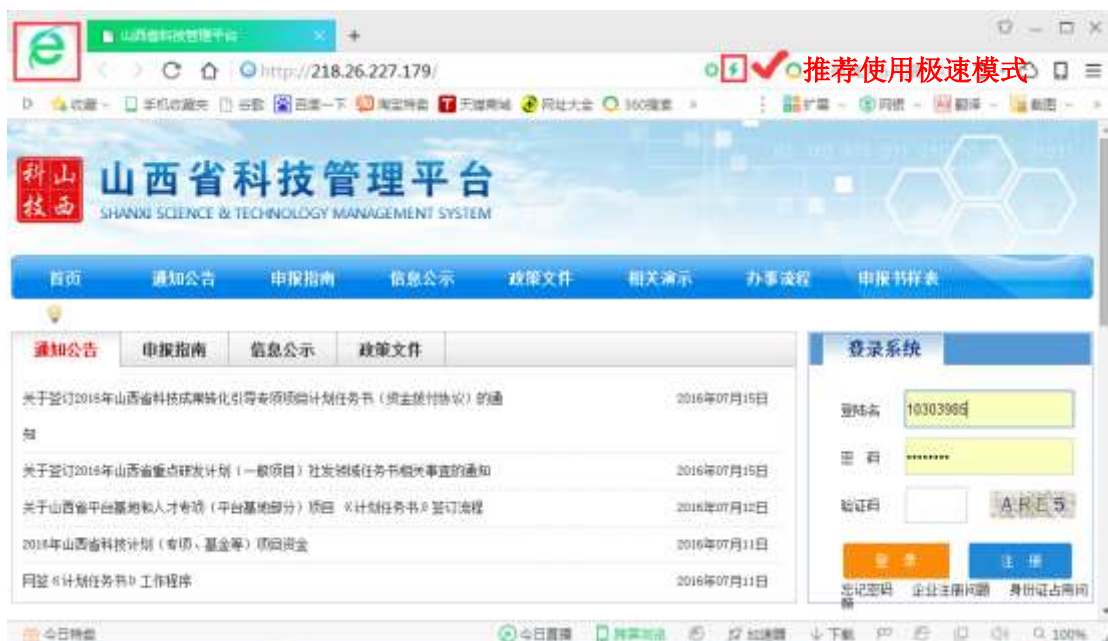 山西省科技管理平台
http://218.26.227.179/
推荐使用极速模式
收藏 手机收藏夹 谷歌 百度一下 淘宝特卖 天猫商城 网址大全 360搜索 » 扩展 网银 翻译 截图 »
科山
技西
山西省科技管理平台
SHANXI SCIENCE & TECHNOLOGY MANAGEMENT SYSTEM
首页 通知公告 申报指南 信息公示 政策文件 相关演示 办事流程 申报书样表
通知公告 申报指南 信息公示 政策文件
登录系统
关于签订2016年山西省科技成果转化引导专项项目计划任务书（资金拨付协议）的通
知
2016年07月15日
关于签订2016年山西省重点研发计划（一般项目）社发领域任务书相关事宜的通知 2016年07月15日
关于山西省平台基地和人才专项（平台基地部分）项目《计划任务书》签订流程 2016年07月12日
2016年山西省科技计划（专项、基金等）项目资金 2016年07月11日
网签《计划任务书》工作程序 2016年07月11日
登陆名 10303986
密 码 ••••••••
验证码 ARE5
登 录 注 册
忘记密码 企业注册问题 身份证占用问
题
今日特卖 今日直播 跨屏浏览 加速器 下载 100%